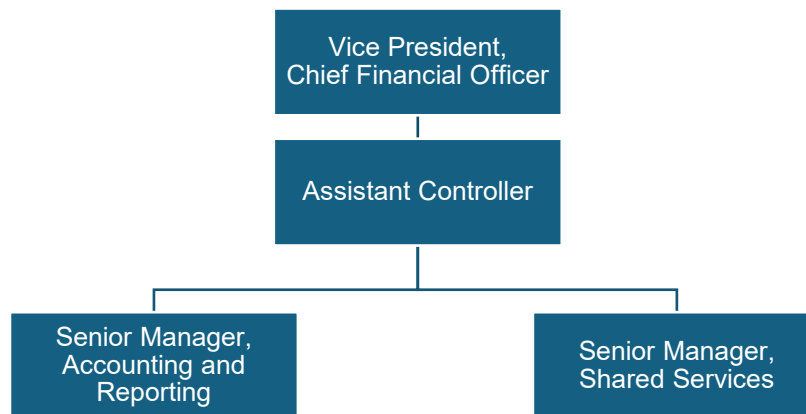 Vice President,
Chief Financial Officer
Assistant Controller
Senior Manager,
Accounting and
Reporting
Senior Manager,
Shared Services